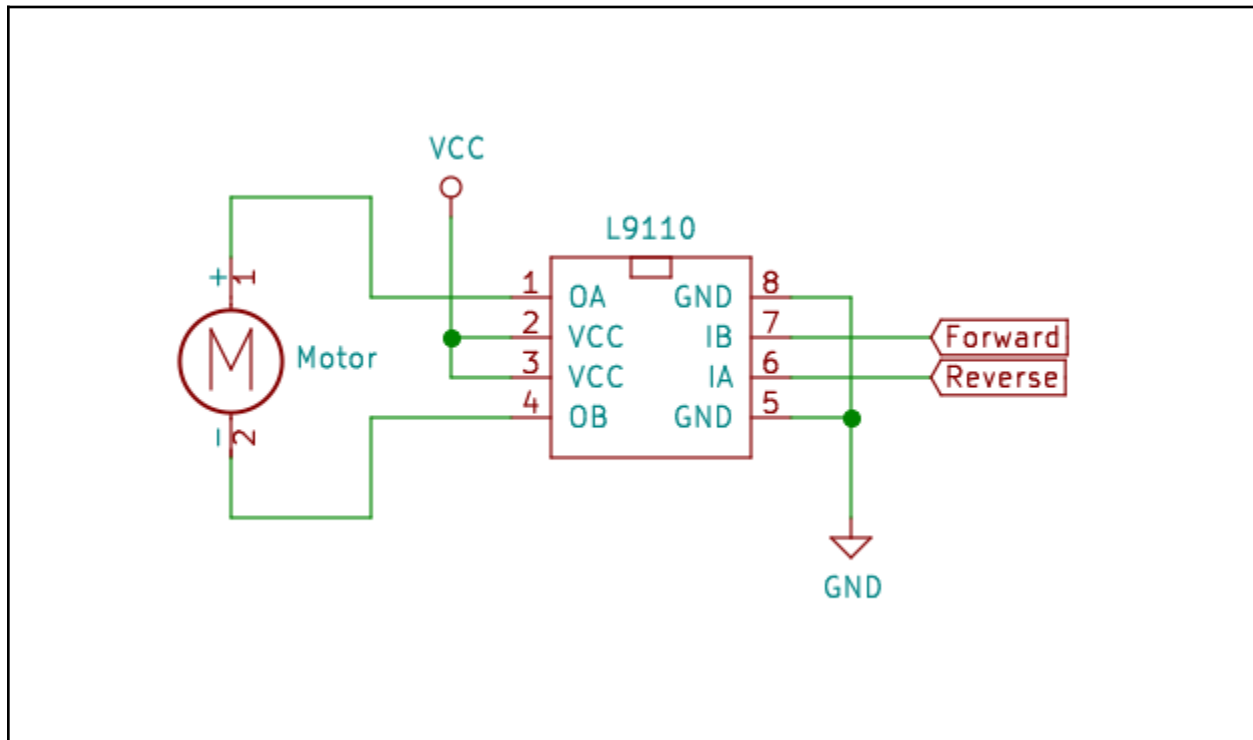 VCC
L9110
+ 1
1 OA GND 8
2 VCC IB 7 Forward
M Motor
3 VCC IA 6 Reverse
4 OB GND 5
- 2
GND